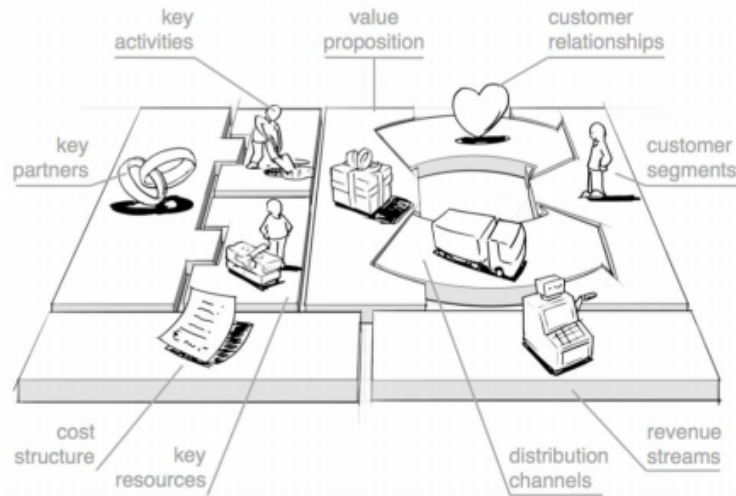 key
activities
value
proposition
customer
relationships
key
partners
customer
segments
cost
structure
key
resources
distribution
channels
revenue
streams